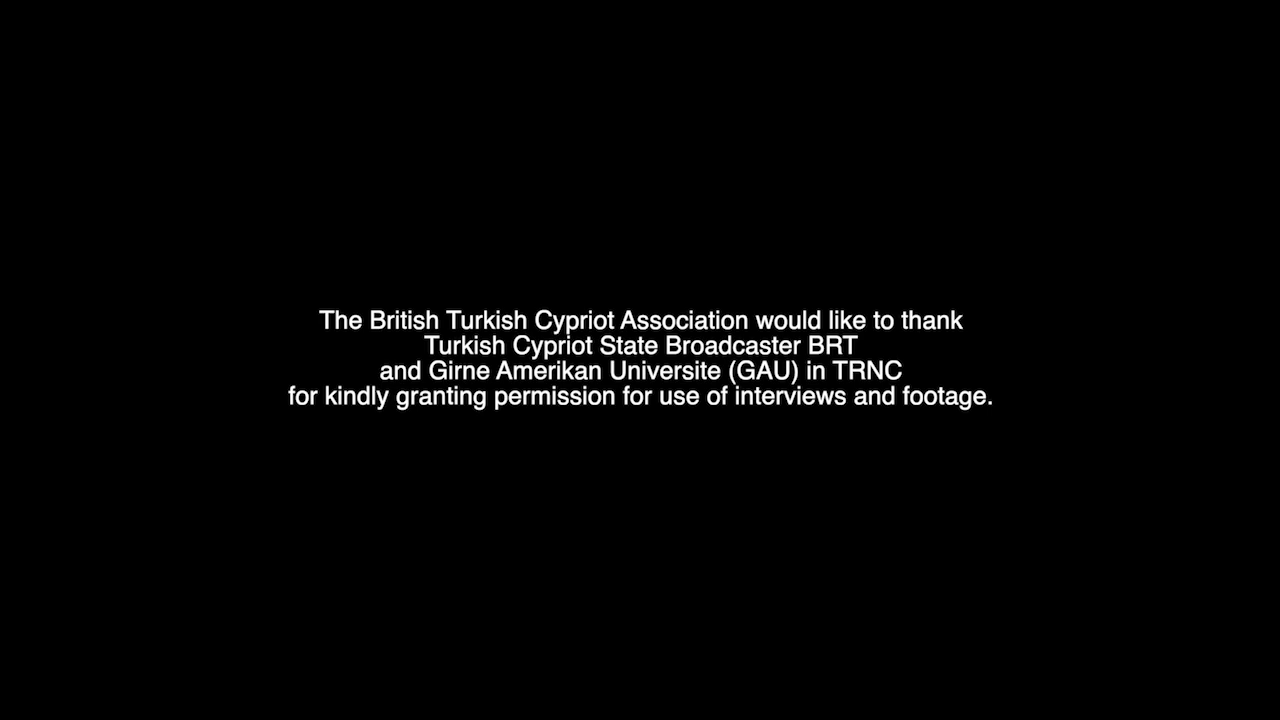 The British Turkish Cypriot Association would like to thank
Turkish Cypriot State Broadcaster BRT
and Girne Amerikan Universite (GAU) in TRNC
for kindly granting permission for use of interviews and footage.